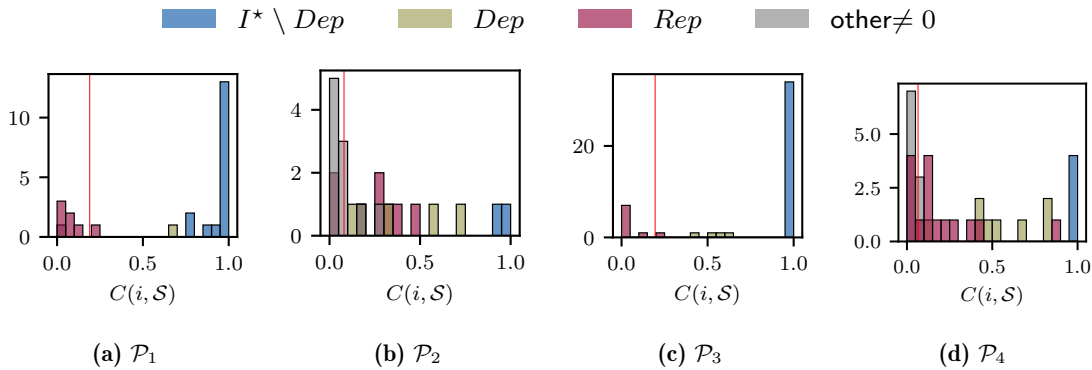 I⋆ \ Dep Dep Rep other≠ 0
10
5
0
0.0 0.5 1.0
C(i, S)
(a) P1
4
2
0
0.0 0.5 1.0
C(i, S)
(b) P2
20
0
0.0 0.5 1.0
C(i, S)
(c) P3
5.0
2.5
0.0
0.0 0.5 1.0
C(i, S)
(d) P4